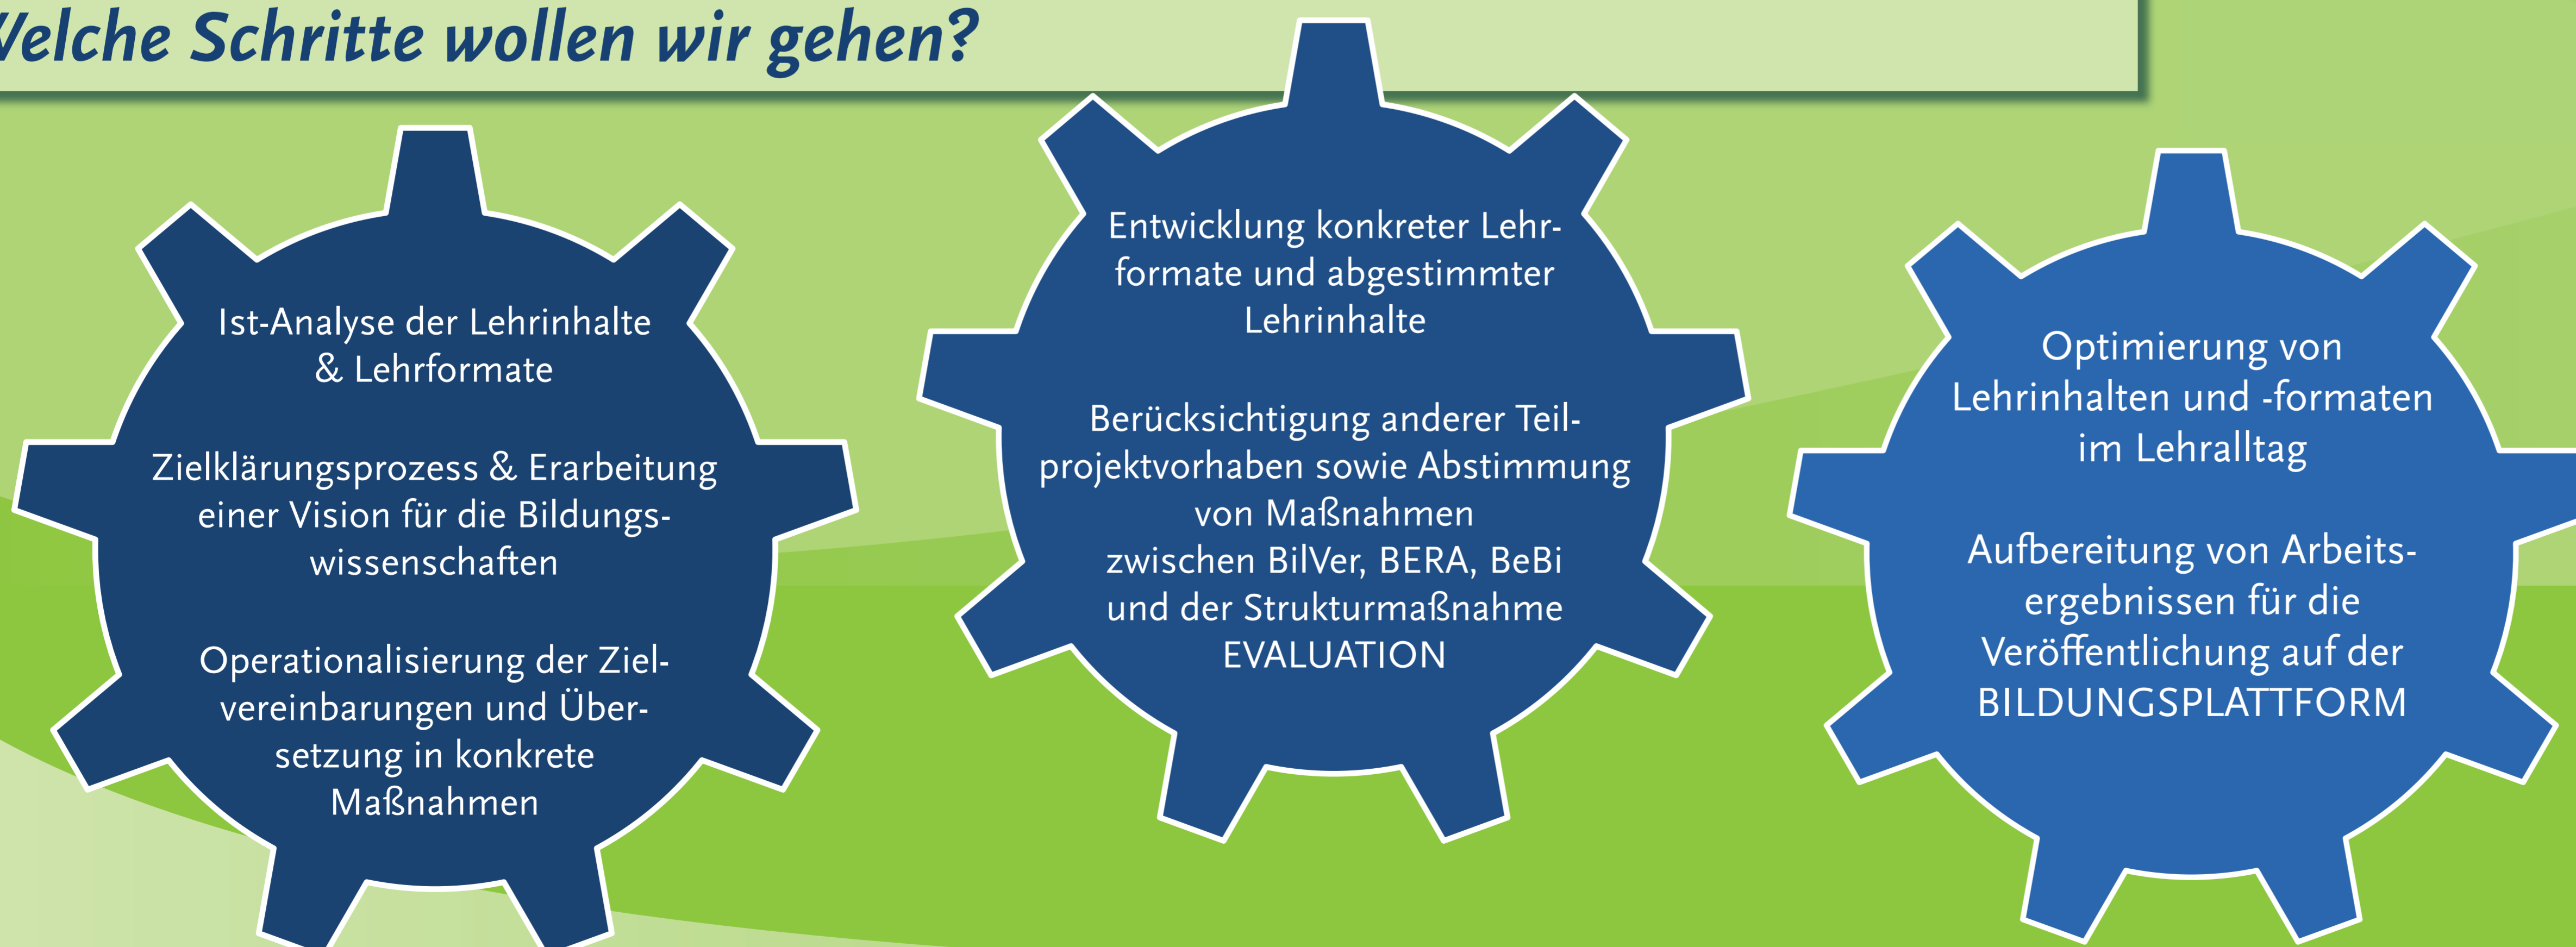 Welche Schritte wollen wir gehen?
Ist-Analyse der Lehrinhalte
& Lehrformate
Zielklärungsprozess & Erarbeitung
einer Vision für die Bildungs-
wissenschaften
Operationalisierung der Ziel-
vereinbarungen und Über-
setzung in konkrete
Maßnahmen
Entwicklung konkreter Lehr-
formate und abgestimmter
Lehrinhalte
Berücksichtigung anderer Teil-
projektvorhaben sowie Abstimmung
von Maßnahmen
zwischen BilVer, BERA, BeBi
und der Strukturmaßnahme
EVALUATION
Optimierung von
Lehrinhalten und -formaten
im Lehralltag
Aufbereitung von Arbeits-
ergebnissen für die
Veröffentlichung auf der
BILDUNGSPLATTFORM